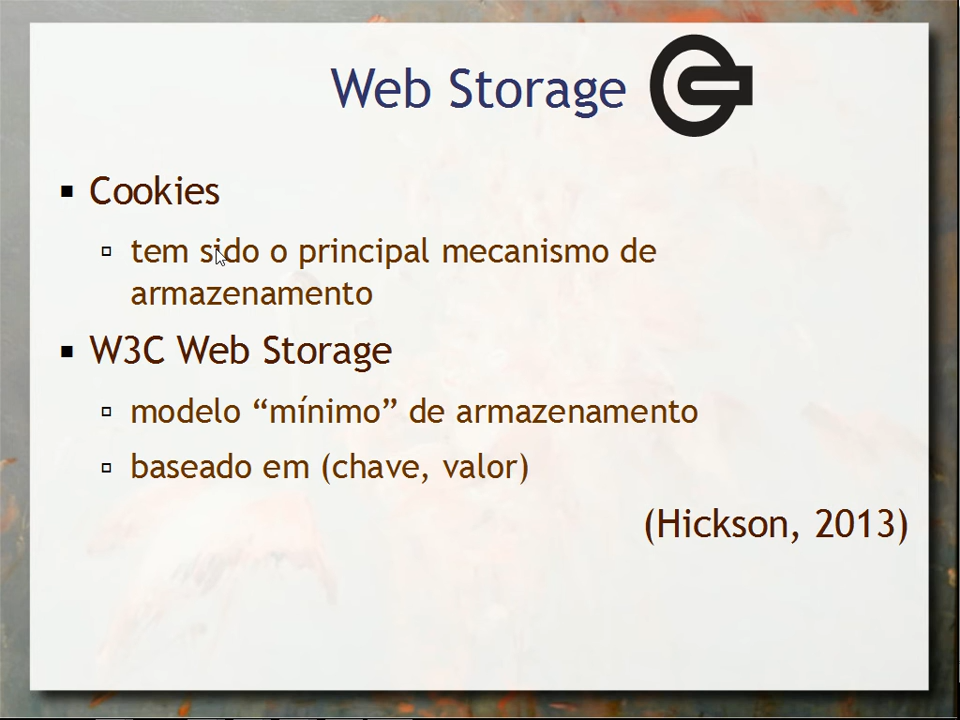 Web Storage
Cookies
tem sido o principal mecanismo de
armazenamento
W3C Web Storage
modelo “mínimo” de armazenamento
baseado em (chave, valor)
(Hickson, 2013)